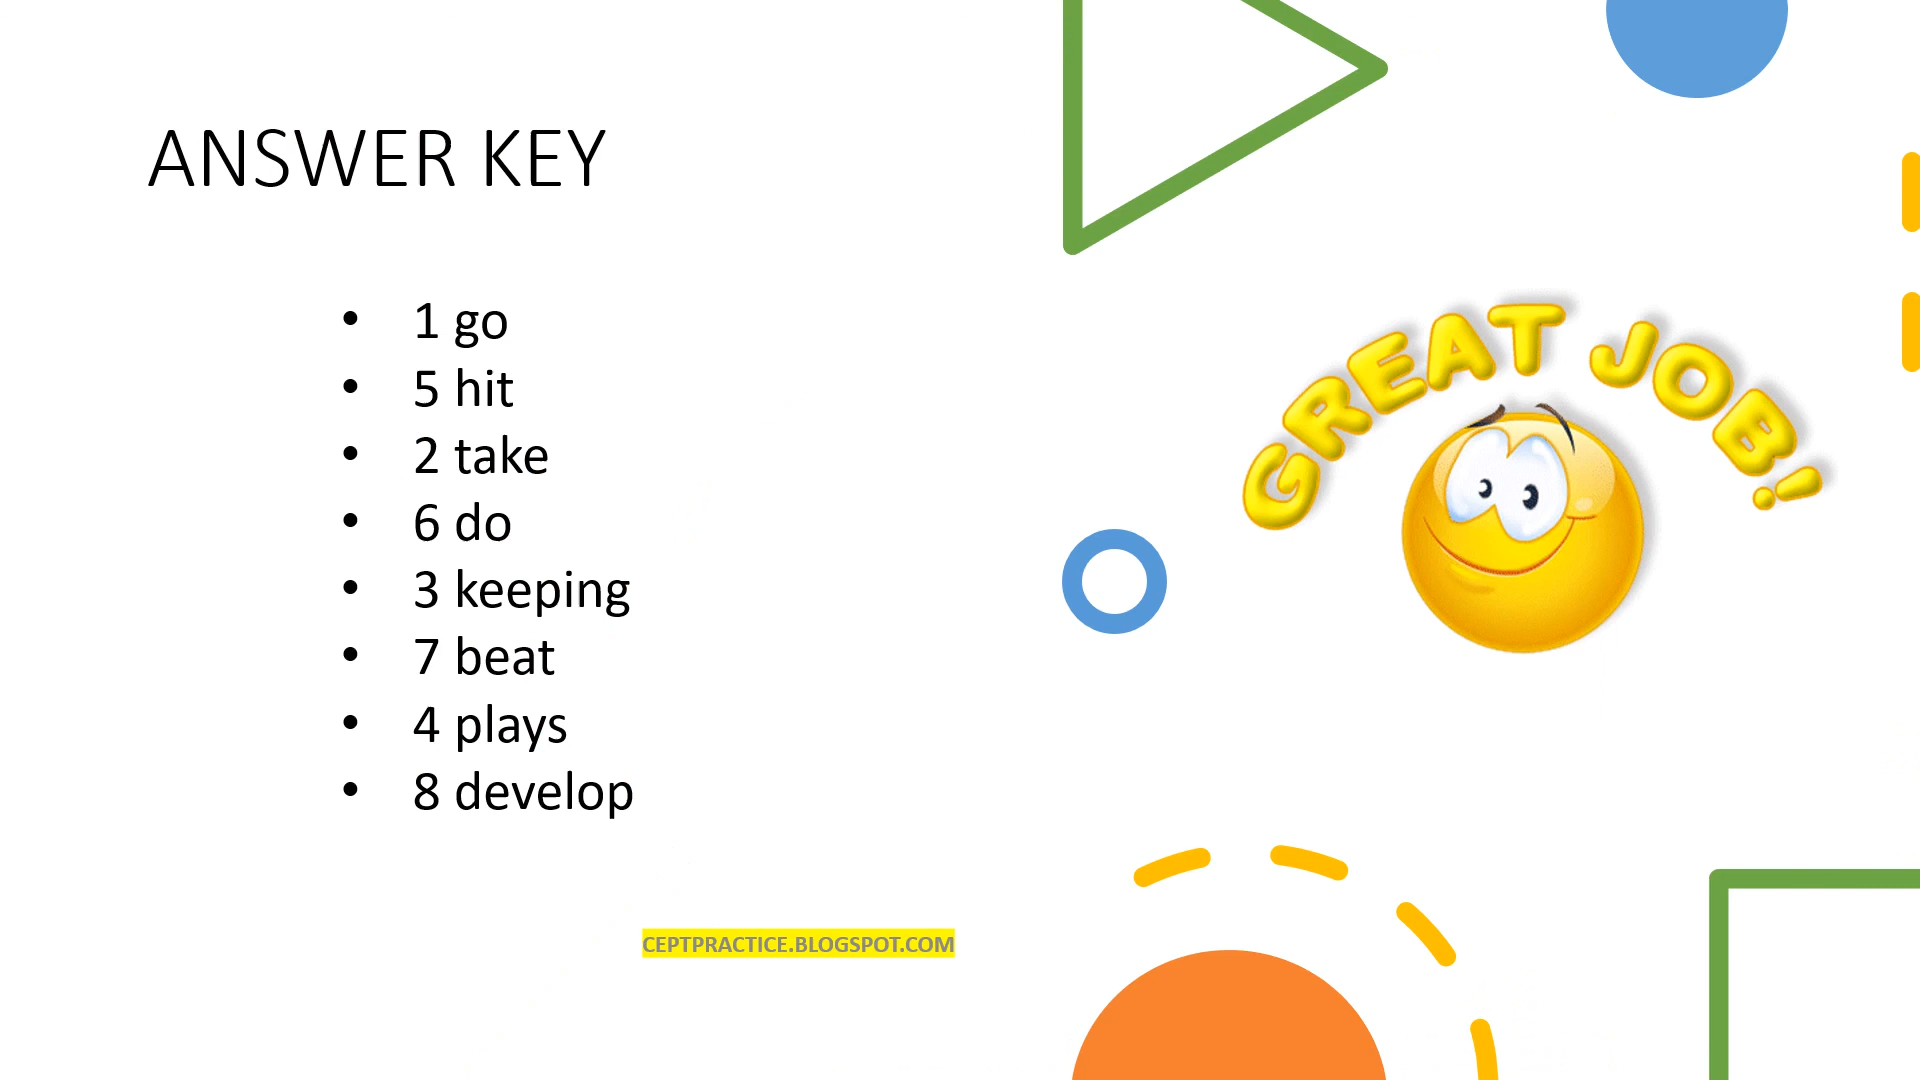 ANSWER KEY
• 1 go
• 5 hit
• 2 take
• 6 do
• 3 keeping
• 7 beat
• 4 plays
• 8 develop
GREAT JOB!
CEPTPRACTICE.BLOGSPOT.COM